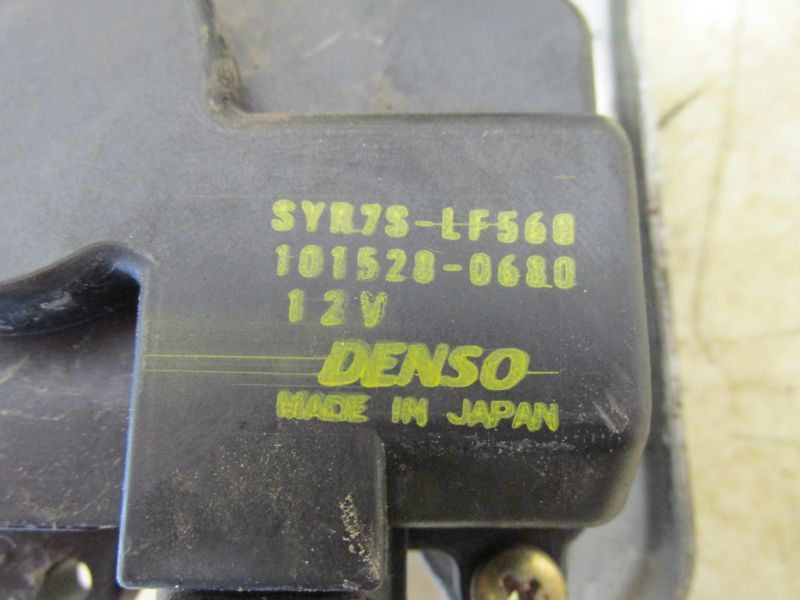 SYR7S-LF560
101528-0680
12V
DENSO
MADE IN JAPAN